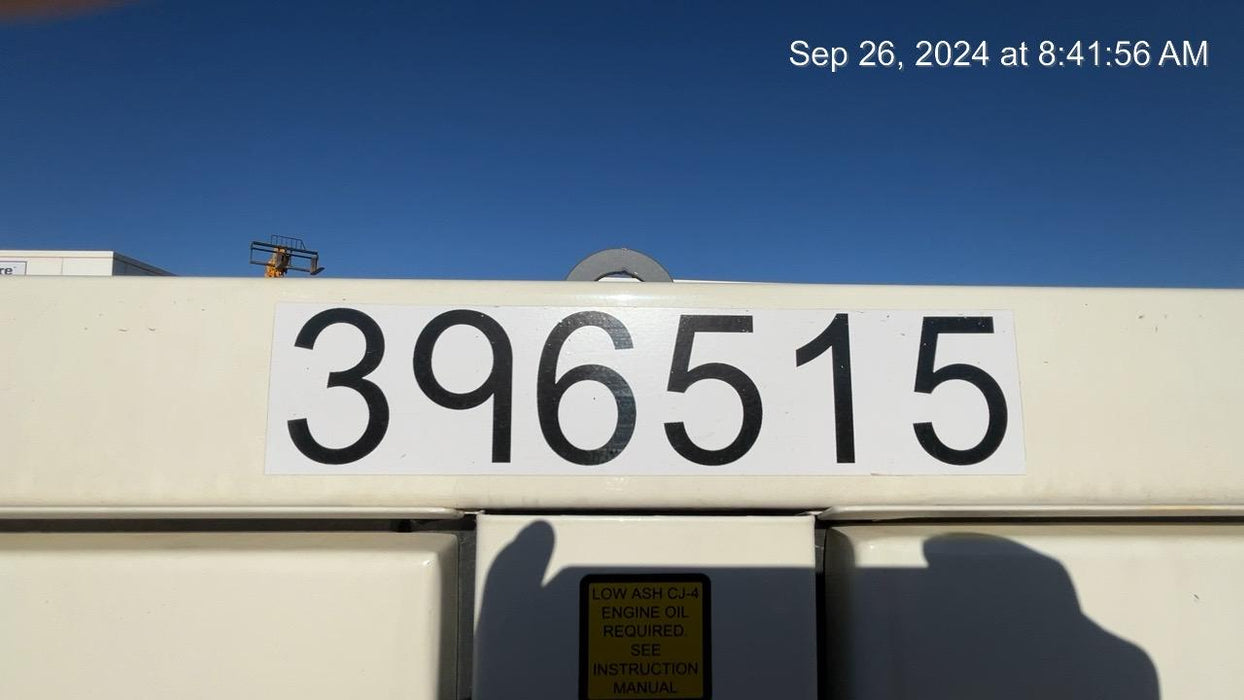 Sep 26, 2024 at 8:41:56 AM
re
396515
LOW ASH CJ-4
ENGINE OIL
REQUIRED.
SEE
INSTRUCTION
MANUAL